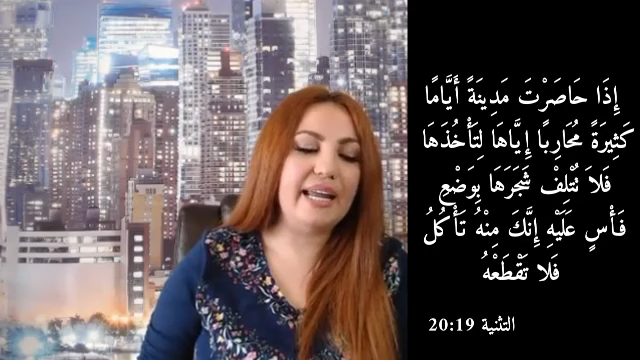 إِذَا حَاصَرْتَ مَدِينَةً أَيَّامًا
كَثِيرَةً مُحَارِبًا إِيَّاهَا لِتَأْخُذَهَا
فَلاَ تُتْلِفْ شَجَرَهَا بِوَضْعِ
فَأْسٍ عَلَيْهِ إِنَّكَ مِنْهُ تَأْكُلُ
فَلا تَقْطَعْهُ
التثنية 20:19